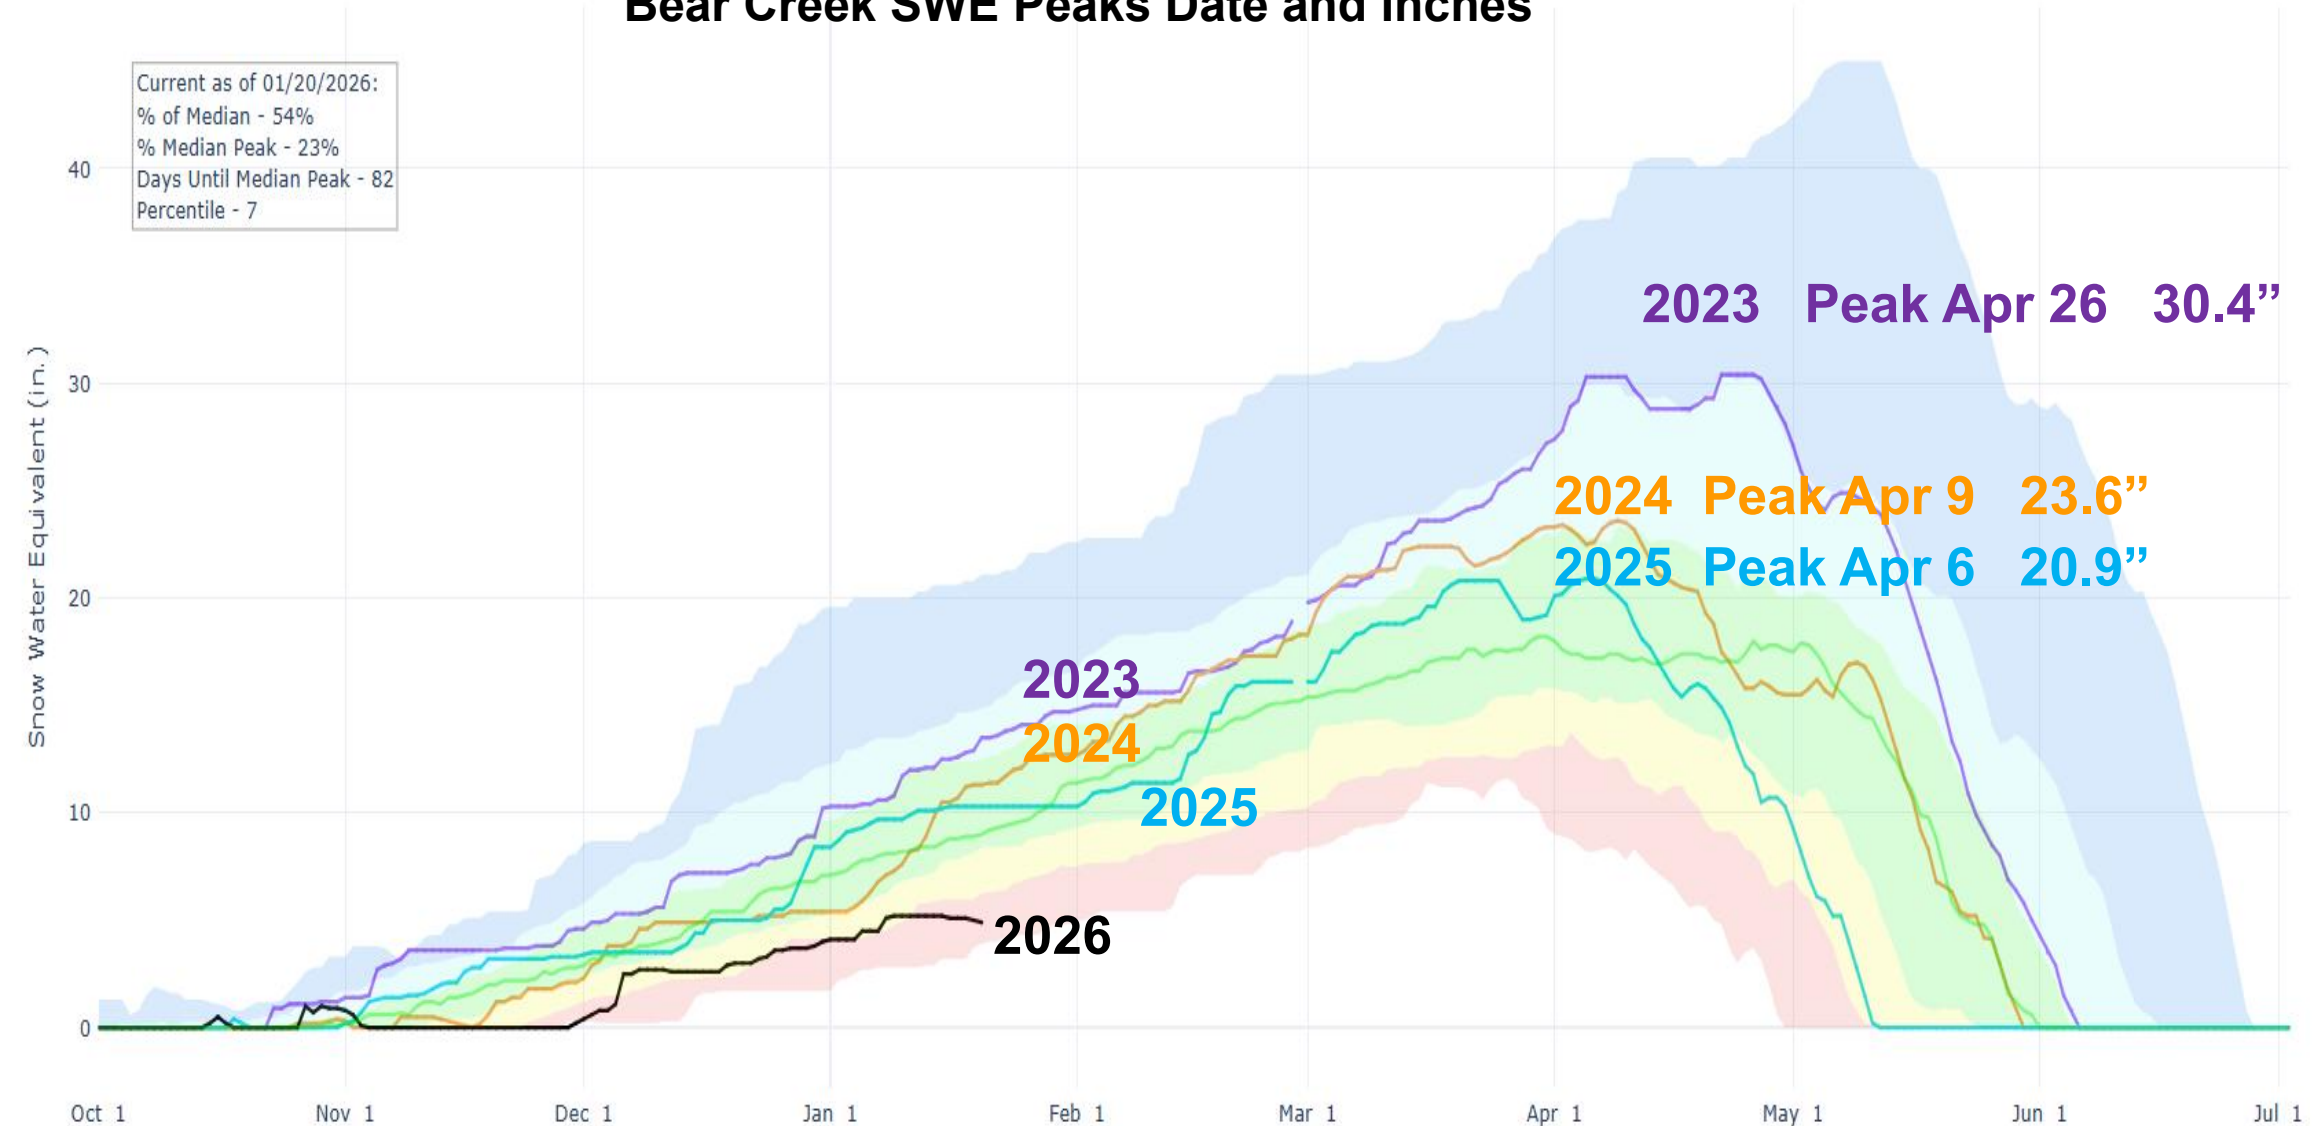 Bear Creek SWE Peaks Date and Inches
Current as of 01/20/2026:
% of Median - 54%
% Median Peak - 23%
Days Until Median Peak - 82
Percentile - 7
Snow Water Equivalent (in.)
40
30
20
10
0
2023 Peak Apr 26 30.4”
2024 Peak Apr 9 23.6”
2025 Peak Apr 6 20.9”
2023
2024
2025
2026
Oct 1 Nov 1 Dec 1 Jan 1 Feb 1 Mar 1 Apr 1 May 1 Jun 1 Jul 1